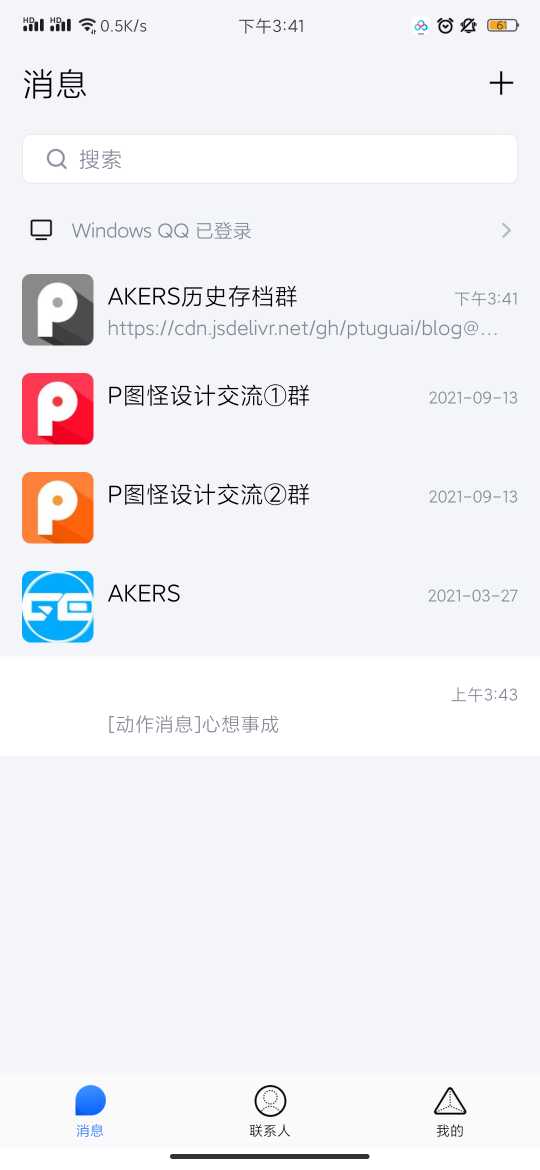 HD HD 0.5K/s 下午3:41 61
消息
搜索
Windows QQ 已登录
AKERS历史存档群 下午3:41
https://cdn.jsdelivr.net/gh/ptuguai/blog@...
P图怪设计交流①群 2021-09-13
P图怪设计交流②群 2021-09-13
AKERS 2021-03-27
上午3:43
[动作消息]心想事成
消息 联系人 我的